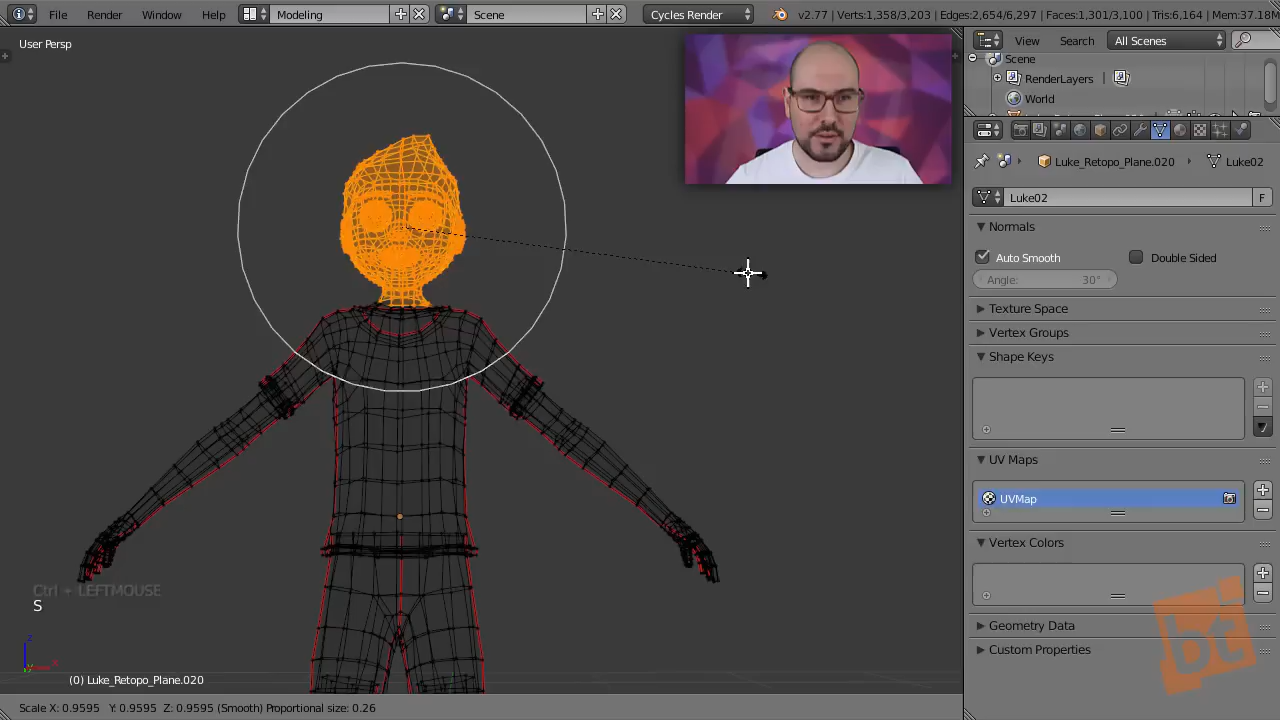 File Render Window Help Modeling Scene Cycles Render v2.77 | Verts:1,358/3,203 | Edges:2,654/6,297 | Faces:1,301/3,100 | Tris:6,164 | Mem:37.18M
User Persp
View Search All Scenes
Scene
RenderLayers
World
Luke_Retopo_Plane.020 Luke02
Luke02 F
Normals
Auto Smooth Double Sided
Angle: 30°
Texture Space
Vertex Groups
Shape Keys
UV Maps
UVMap
Vertex Colors
Geometry Data
Custom Properties
Ctrl + LEFTMOUSE
S
z
y x
(0) Luke_Retopo_Plane.020
bt
Scale X: 0.9595 Y: 0.9595 Z: 0.9595 (Smooth) Proportional size: 0.26